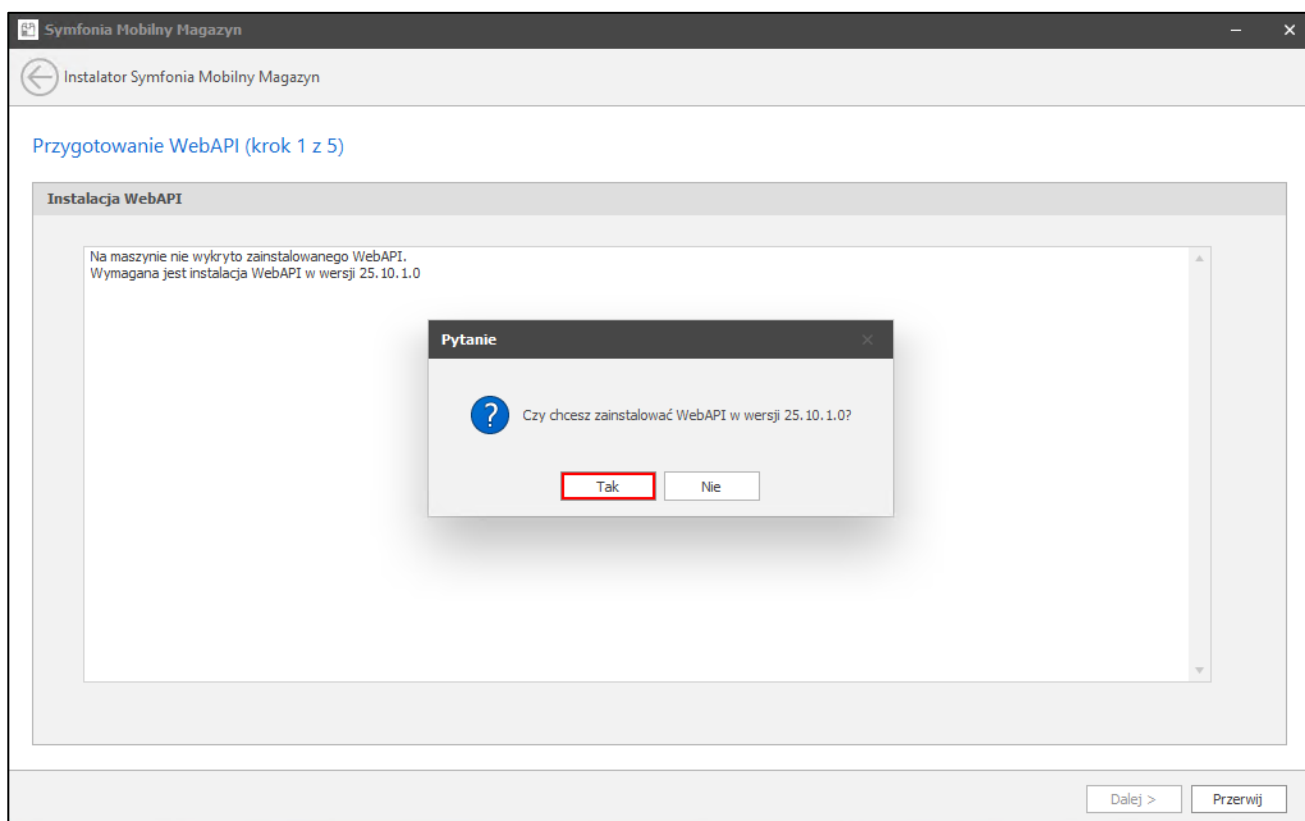 Symfonia Mobilny Magazyn
Instalator Symfonia Mobilny Magazyn
Przygotowanie WebAPI (krok 1 z 5)
Instalacja WebAPI
Na maszynie nie wykryto zainstalowanego WebAPI.
Wymagana jest instalacja WebAPI w wersji 25.10.1.0
Pytanie
Czy chcesz zainstalować WebAPI w wersji 25.10.1.0?
Tak
Nie
Dalej >
Przerwij